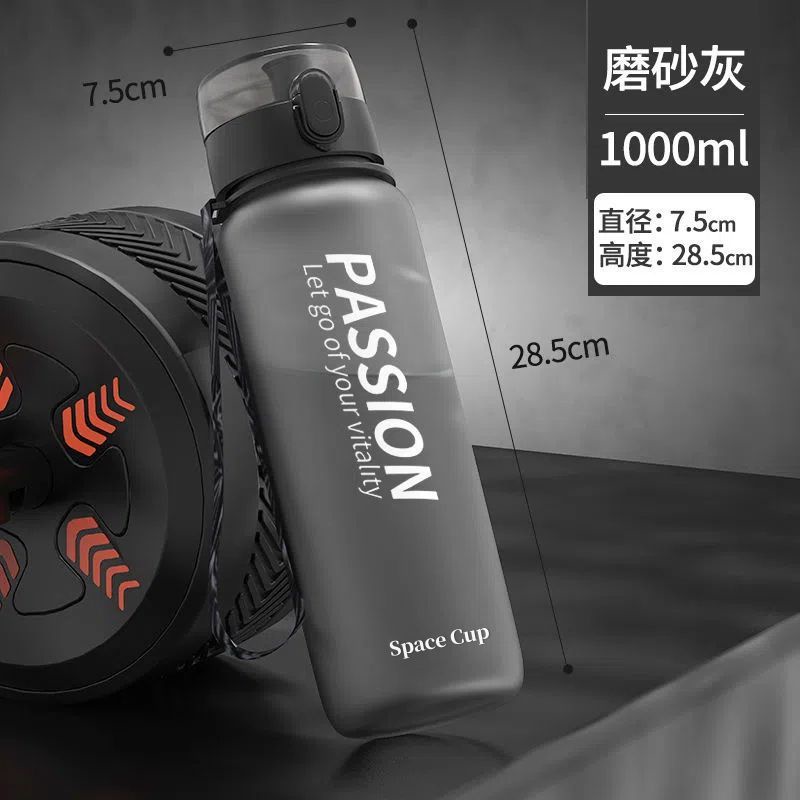 7.5cm
磨砂灰
1000ml
直径：7.5cm
高度：28.5cm
28.5cm
PASSION
Let go of your vitality
Space Cup